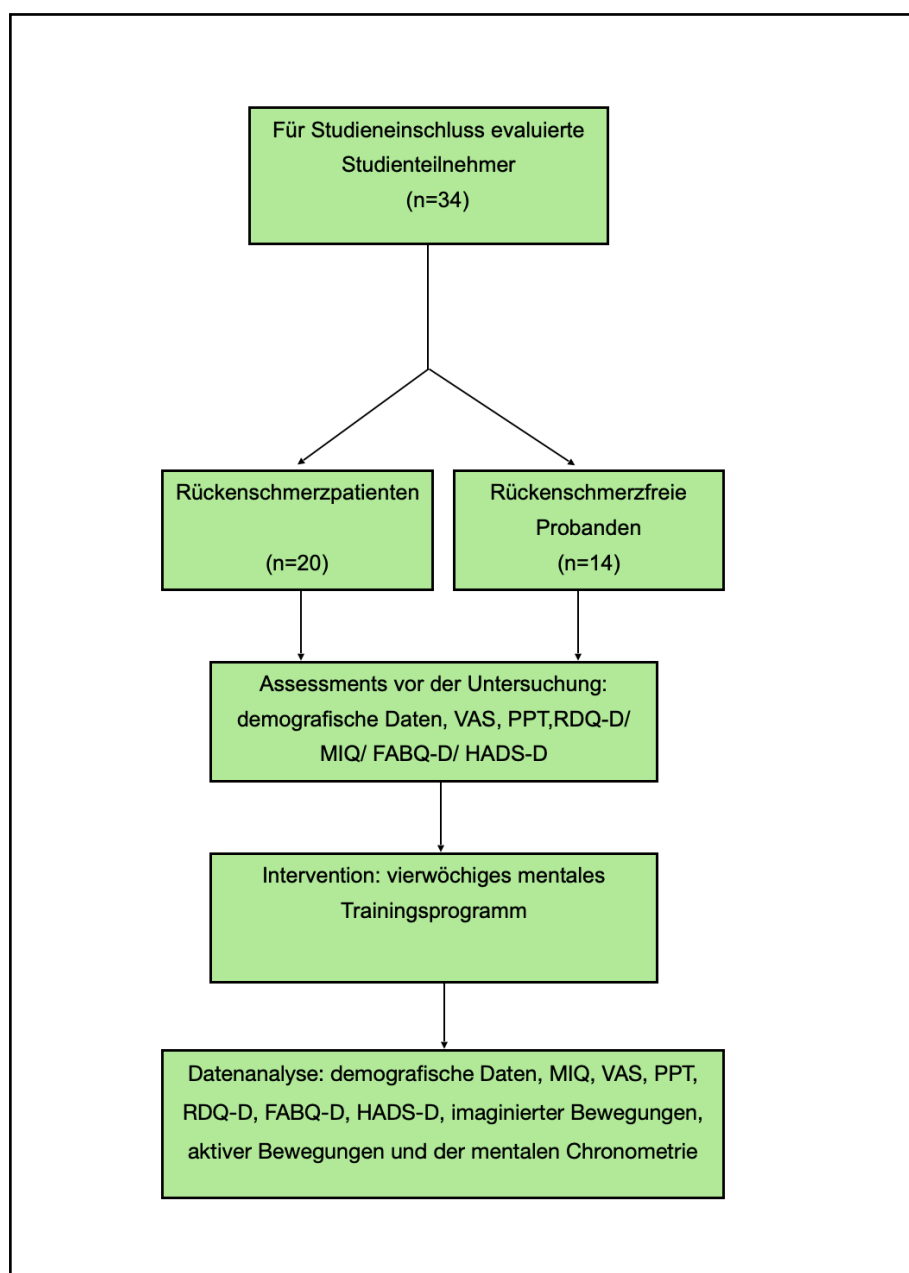 Für Studieneinschluss evaluierte
Studienteilnehmer
(n=34)
Rückenschmerzpatienten
(n=20)
Rückenschmerzfreie
Probanden
(n=14)
Assessments vor der Untersuchung:
demografische Daten, VAS, PPT,RDQ-D/
MIQ/ FABQ-D/ HADS-D
Intervention: vierwöchiges mentales
Trainingsprogramm
Datenanalyse: demografische Daten, MIQ, VAS, PPT,
RDQ-D, FABQ-D, HADS-D, imaginierter Bewegungen,
aktiver Bewegungen und der mentalen Chronometrie